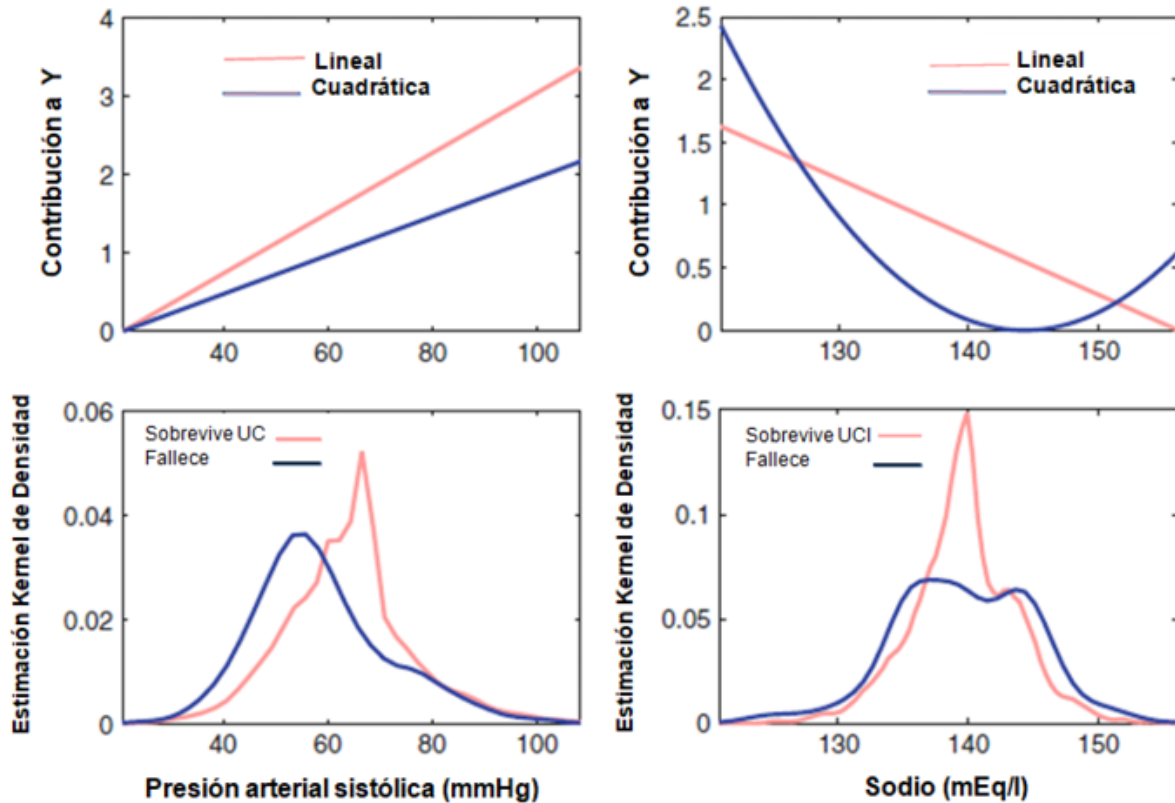 Contribución a Y
4
3
2
1
0
Lineal
Cuadrática
40
60
80
100
Contribución a Y
2.5
2
1.5
1
0.5
0
Lineal
Cuadrática
130
140
150
Estimación Kernel de Densidad
0.06
0.04
0.02
0
Sobrevive UC
Fallece
40
60
80
100
Presión arterial sistólica (mmHg)
Estimación Kernel de Densidad
0.15
0.1
0.05
0
Sobrevive UCI
Fallece
130
140
150
Sodio (mEq/l)